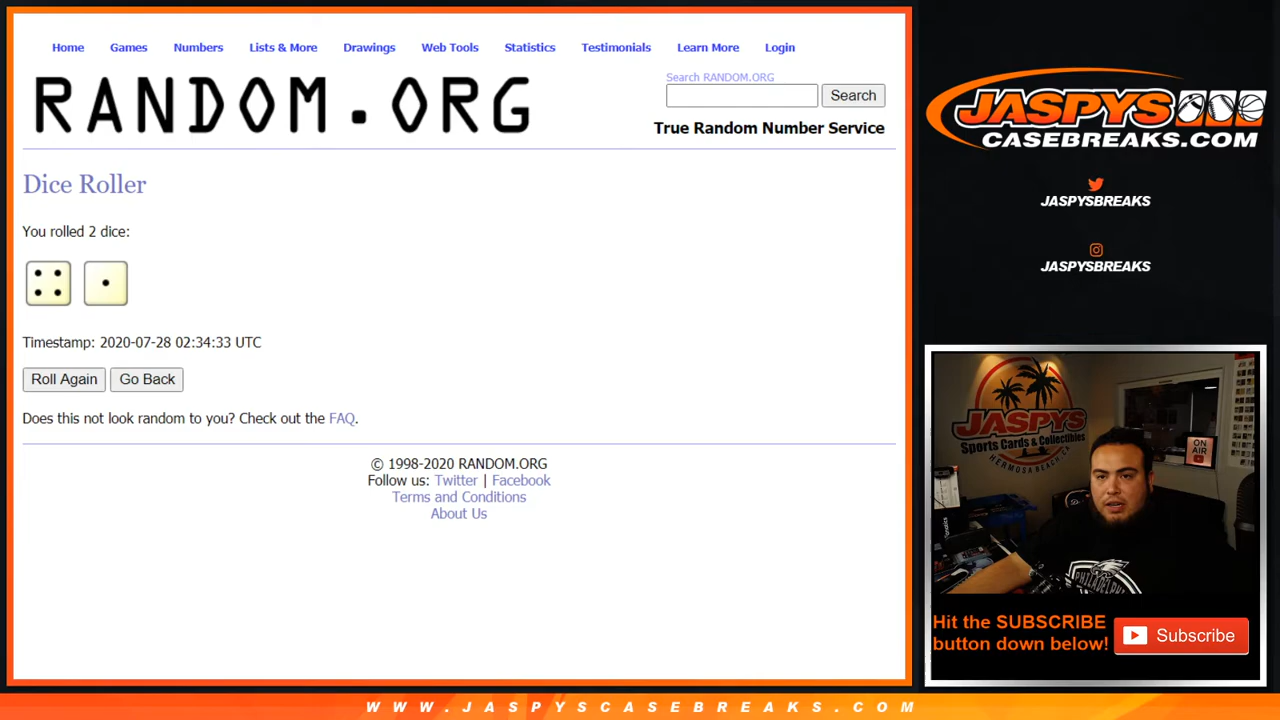 Home Games Numbers Lists & More Drawings Web Tools Statistics Testimonials Learn More Login
RANDOM.ORG
Search RANDOM.ORG
Search
True Random Number Service
Dice Roller
You rolled 2 dice:
Timestamp: 2020-07-28 02:34:33 UTC
Roll Again Go Back
Does this not look random to you? Check out the FAQ.
© 1998-2020 RANDOM.ORG
Follow us: Twitter | Facebook
Terms and Conditions
About Us
JASPYS
CASEBREAKS.COM
JASPYSBREAKS
JASPYSBREAKS
JASPYS
Sports Cards & Collectibles
HERMOSA BEACH, CA
ON
AIR
PHILADELPHIA
Hit the SUBSCRIBE
button down below!
Subscribe
WWW.JASPYSCASEBREAKS.COM